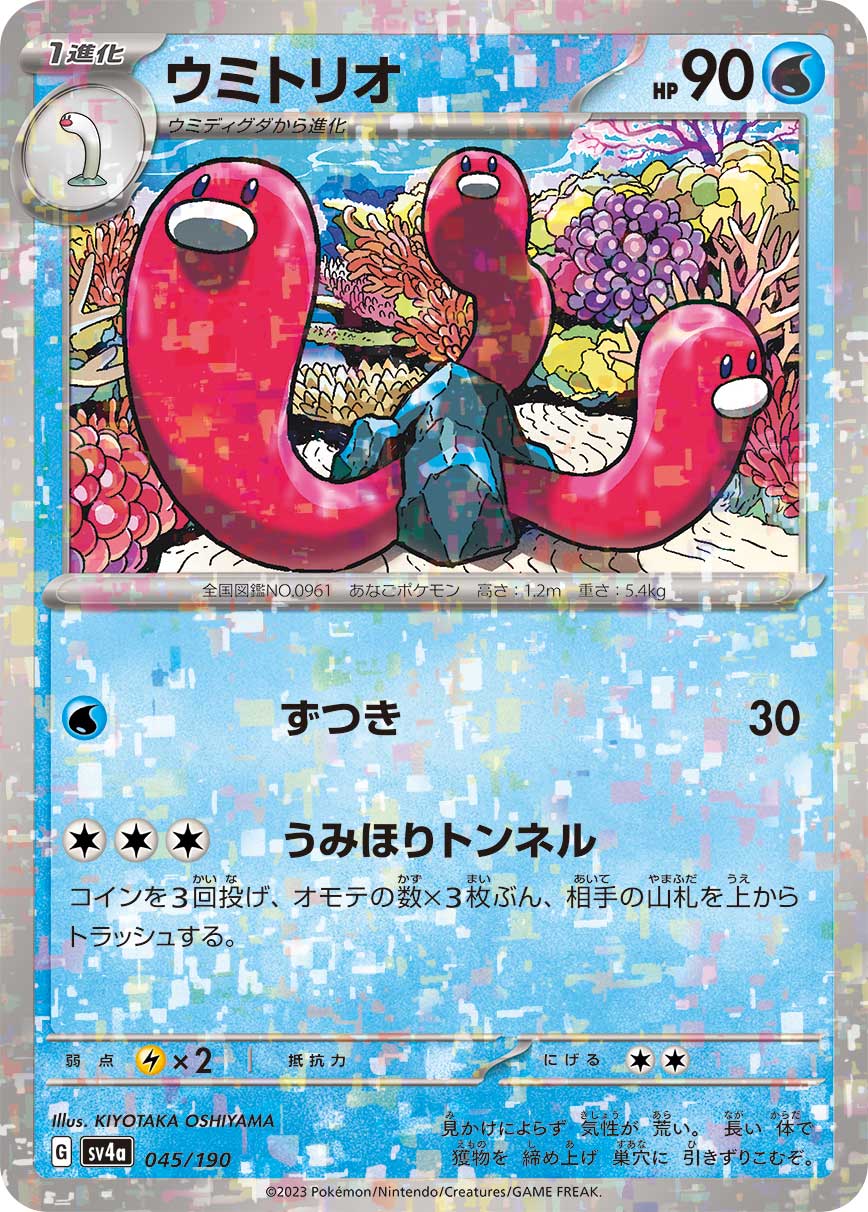 1進化
ウミトリオ
HP 90
ウミディグダから進化
全国図鑑NO.0961 あなごポケモン 高さ:1.2m 重さ:5.4kg
ずつき 30
うみほりトンネル
コインを3回投げ、オモテの数×3枚ぶん、相手の山札を上から
トラッシュする。
弱点 ×2 抵抗力 にげる
Illus. KIYOTAKA OSHIYAMA
G sv4a 045/190
見かけによらず 気性が 荒い。長い 体で
獲物を 締め上げ 巣穴に 引きずりこむぞ。
©2023 Pokémon/Nintendo/Creatures/GAME FREAK.